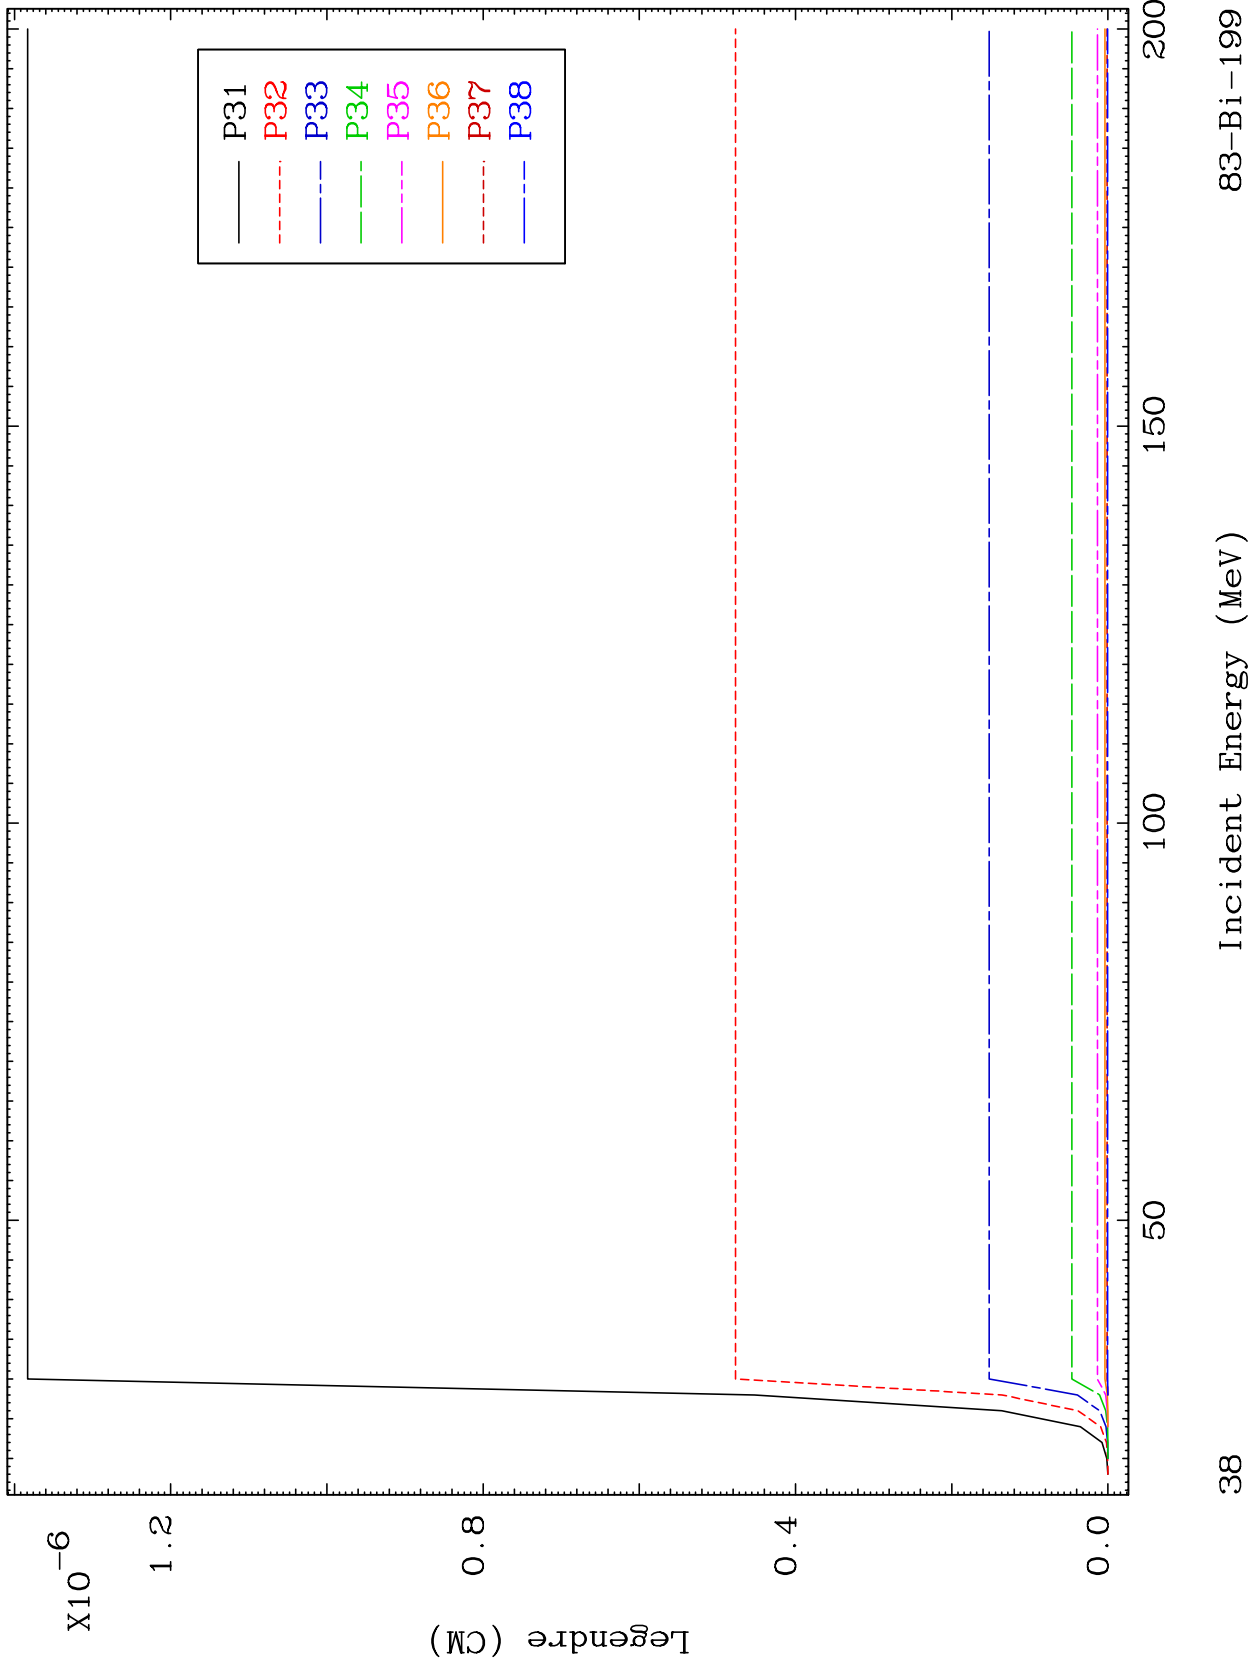 X10-6
1.2
0.8
0.4
0.0
Legendre (CM)
P31
P32
P33
P34
P35
P36
P37
P38
50
100
150
200
Incident Energy (MeV)
38
83-Bi-199